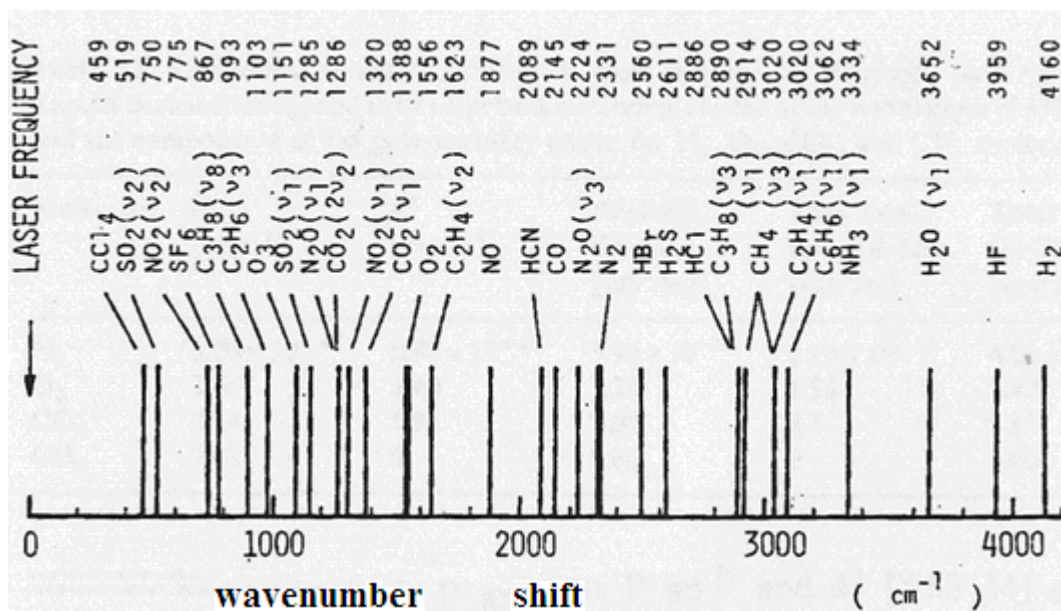 LASER FREQUENCY
CCl4 459
SO2(ν2) 519
NO2(ν2) 750
SF6 775
C3H8(ν8) 867
C2H6(ν3) 993
O3 1103
SO2(ν1) 1151
N2O(ν1) 1285
CO2(2ν2) 1286
NO2(ν1) 1320
CO2(ν1) 1388
O2 1556
C2H4(ν2) 1623
NO 1877
HCN 2089
CO 2145
N2O(ν3) 2224
N2 2331
HBr 2560
H2S 2611
HCl 2886
C3H8(ν3) 2890
CH4 (ν1) 2914
(ν3) 3020
C2H4(ν1) 3020
C6H6(ν1) 3062
NH3(ν1) 3334
H2O (ν1) 3652
HF 3959
H2 4160
0 1000 2000 3000 4000
wavenumber shift ( cm-1 )